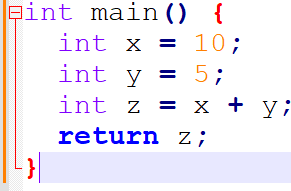 int main() {
  int x = 10;
  int y = 5;
  int z = x + y;
  return z;
}